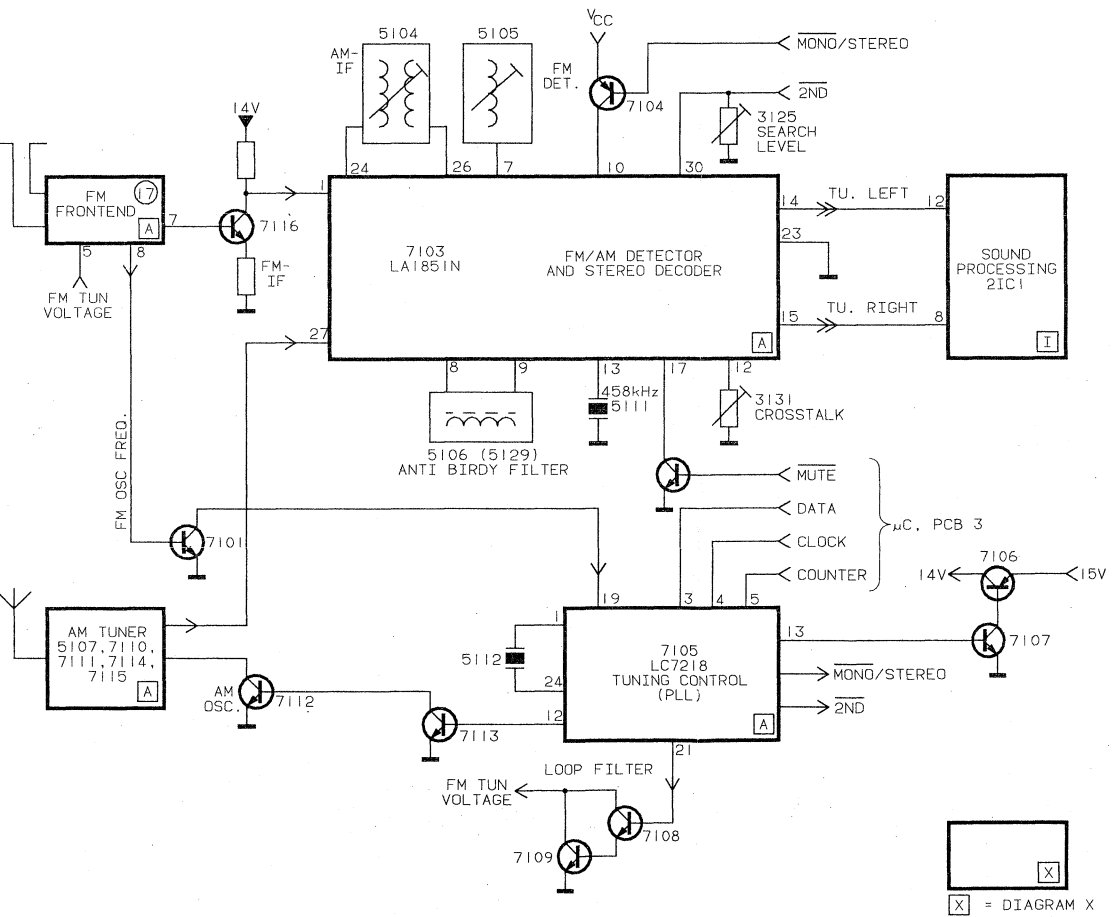 5104
5105
VCC
MONO/STEREO
AM-
IF
FM
DET.
7104
2ND
3125
SEARCH
LEVEL
14V
24
26
7
10
30
FM
FRONTEND
17
A
7
5
8
FM TUN
VOLTAGE
7116
FM-
IF
1
27
7103
LA1851N
FM/AM DETECTOR
AND STEREO DECODER
A
14
TU. LEFT
12
23
15
TU. RIGHT
8
SOUND
PROCESSING
2IC1
I
8
9
13
17
12
458kHz
5111
3131
CROSSTALK
5106 (5129)
ANTI BIRDY FILTER
FM OSC FREQ.
7101
MUTE
DATA
CLOCK
COUNTER
µC, PCB 3
7106
14V
15V
7107
AM TUNER
5107,7110,
7111,7114,
7115
A
AM
OSC.
7112
7113
5112
1
24
12
19
3
4
5
13
7105
LC7218
TUNING CONTROL
(PLL)
A
MONO/STEREO
2ND
21
LOOP FILTER
FM TUN
VOLTAGE
7108
7109
X
X = DIAGRAM X